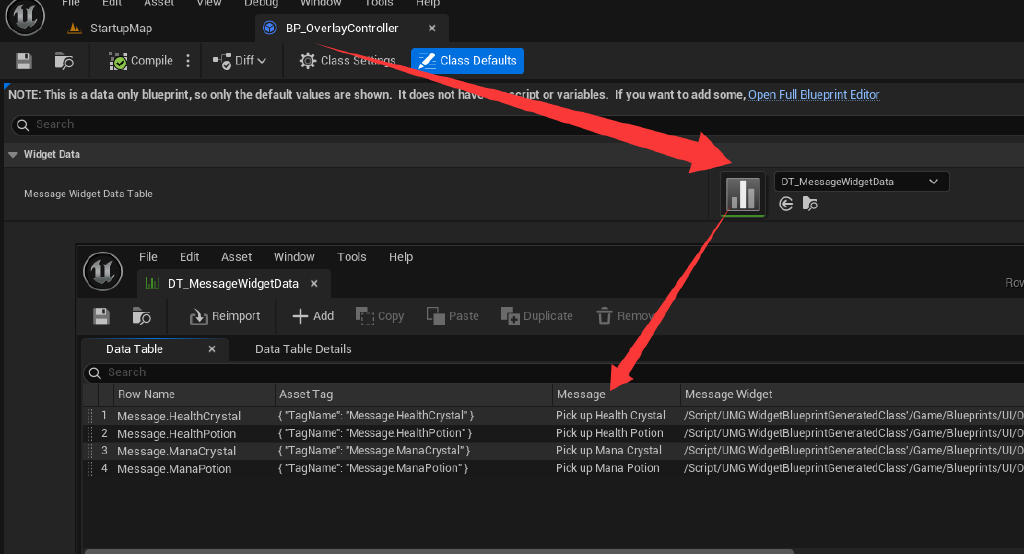 File Edit Asset View Debug Window Tools Help
StartupMap BP_OverlayController
Compile Diff Class Settings Class Defaults
NOTE: This is a data only blueprint, so only the default values are shown. It does not have script or variables. If you want to add some, Open Full Blueprint Editor
Search
Widget Data
Message Widget Data Table DT_MessageWidgetData
File Edit Asset Window Tools Help
DT_MessageWidgetData
Reimport Add Copy Paste Duplicate
Data Table Data Table Details
Search
Row Name Asset Tag Message Message Widget
1 Message.HealthCrystal { "TagName": "Message.HealthCrystal" } Pick up Health Crystal /Script/UMG.WidgetBlueprintGeneratedClass'/Game/Blueprints/UI/O
2 Message.HealthPotion { "TagName": "Message.HealthPotion" } Pick up Health Potion /Script/UMG.WidgetBlueprintGeneratedClass'/Game/Blueprints/UI/O
3 Message.ManaCrystal { "TagName": "Message.ManaCrystal" } Pick up Mana Crystal /Script/UMG.WidgetBlueprintGeneratedClass'/Game/Blueprints/UI/O
4 Message.ManaPotion { "TagName": "Message.ManaPotion" } Pick up Mana Potion /Script/UMG.WidgetBlueprintGeneratedClass'/Game/Blueprints/UI/O